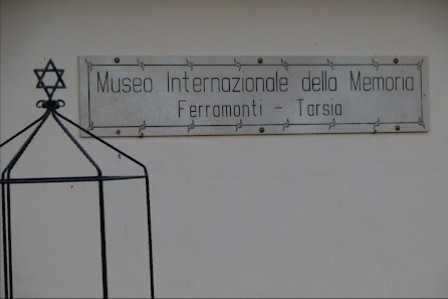 Museo Internazionale della Memoria
Ferramonti - Tarsia